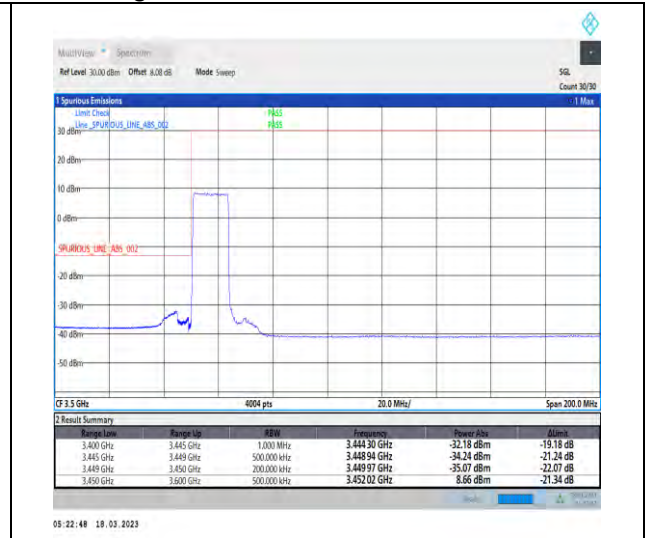 MultiView Spectrum
Ref Level 30.00 dBm Offset 8.08 dB Mode Sweep SGL
Count 30/30
1 Spurious Emissions 1 Max
Limit Check PASS
Line _SPURIOUS_LINE_ABS_002 PASS
30 dBm
20 dBm
10 dBm
0 dBm
_SPURIOUS_LINE_ABS_002
-20 dBm
-30 dBm
-40 dBm
-50 dBm
CF 3.5 GHz 4004 pts 20.0 MHz/ Span 200.0 MHz
2 Result Summary
Range Low Range Up RBW Frequency Power Abs ΔLimit
3.400 GHz 3.445 GHz 1.000 MHz 3.444 30 GHz -32.18 dBm -19.18 dB
3.445 GHz 3.449 GHz 500.000 kHz 3.448 94 GHz -34.24 dBm -21.24 dB
3.449 GHz 3.450 GHz 200.000 kHz 3.449 97 GHz -35.07 dBm -22.07 dB
3.450 GHz 3.600 GHz 500.000 kHz 3.452 02 GHz 8.66 dBm -21.34 dB
05:22:48 18.03.2023